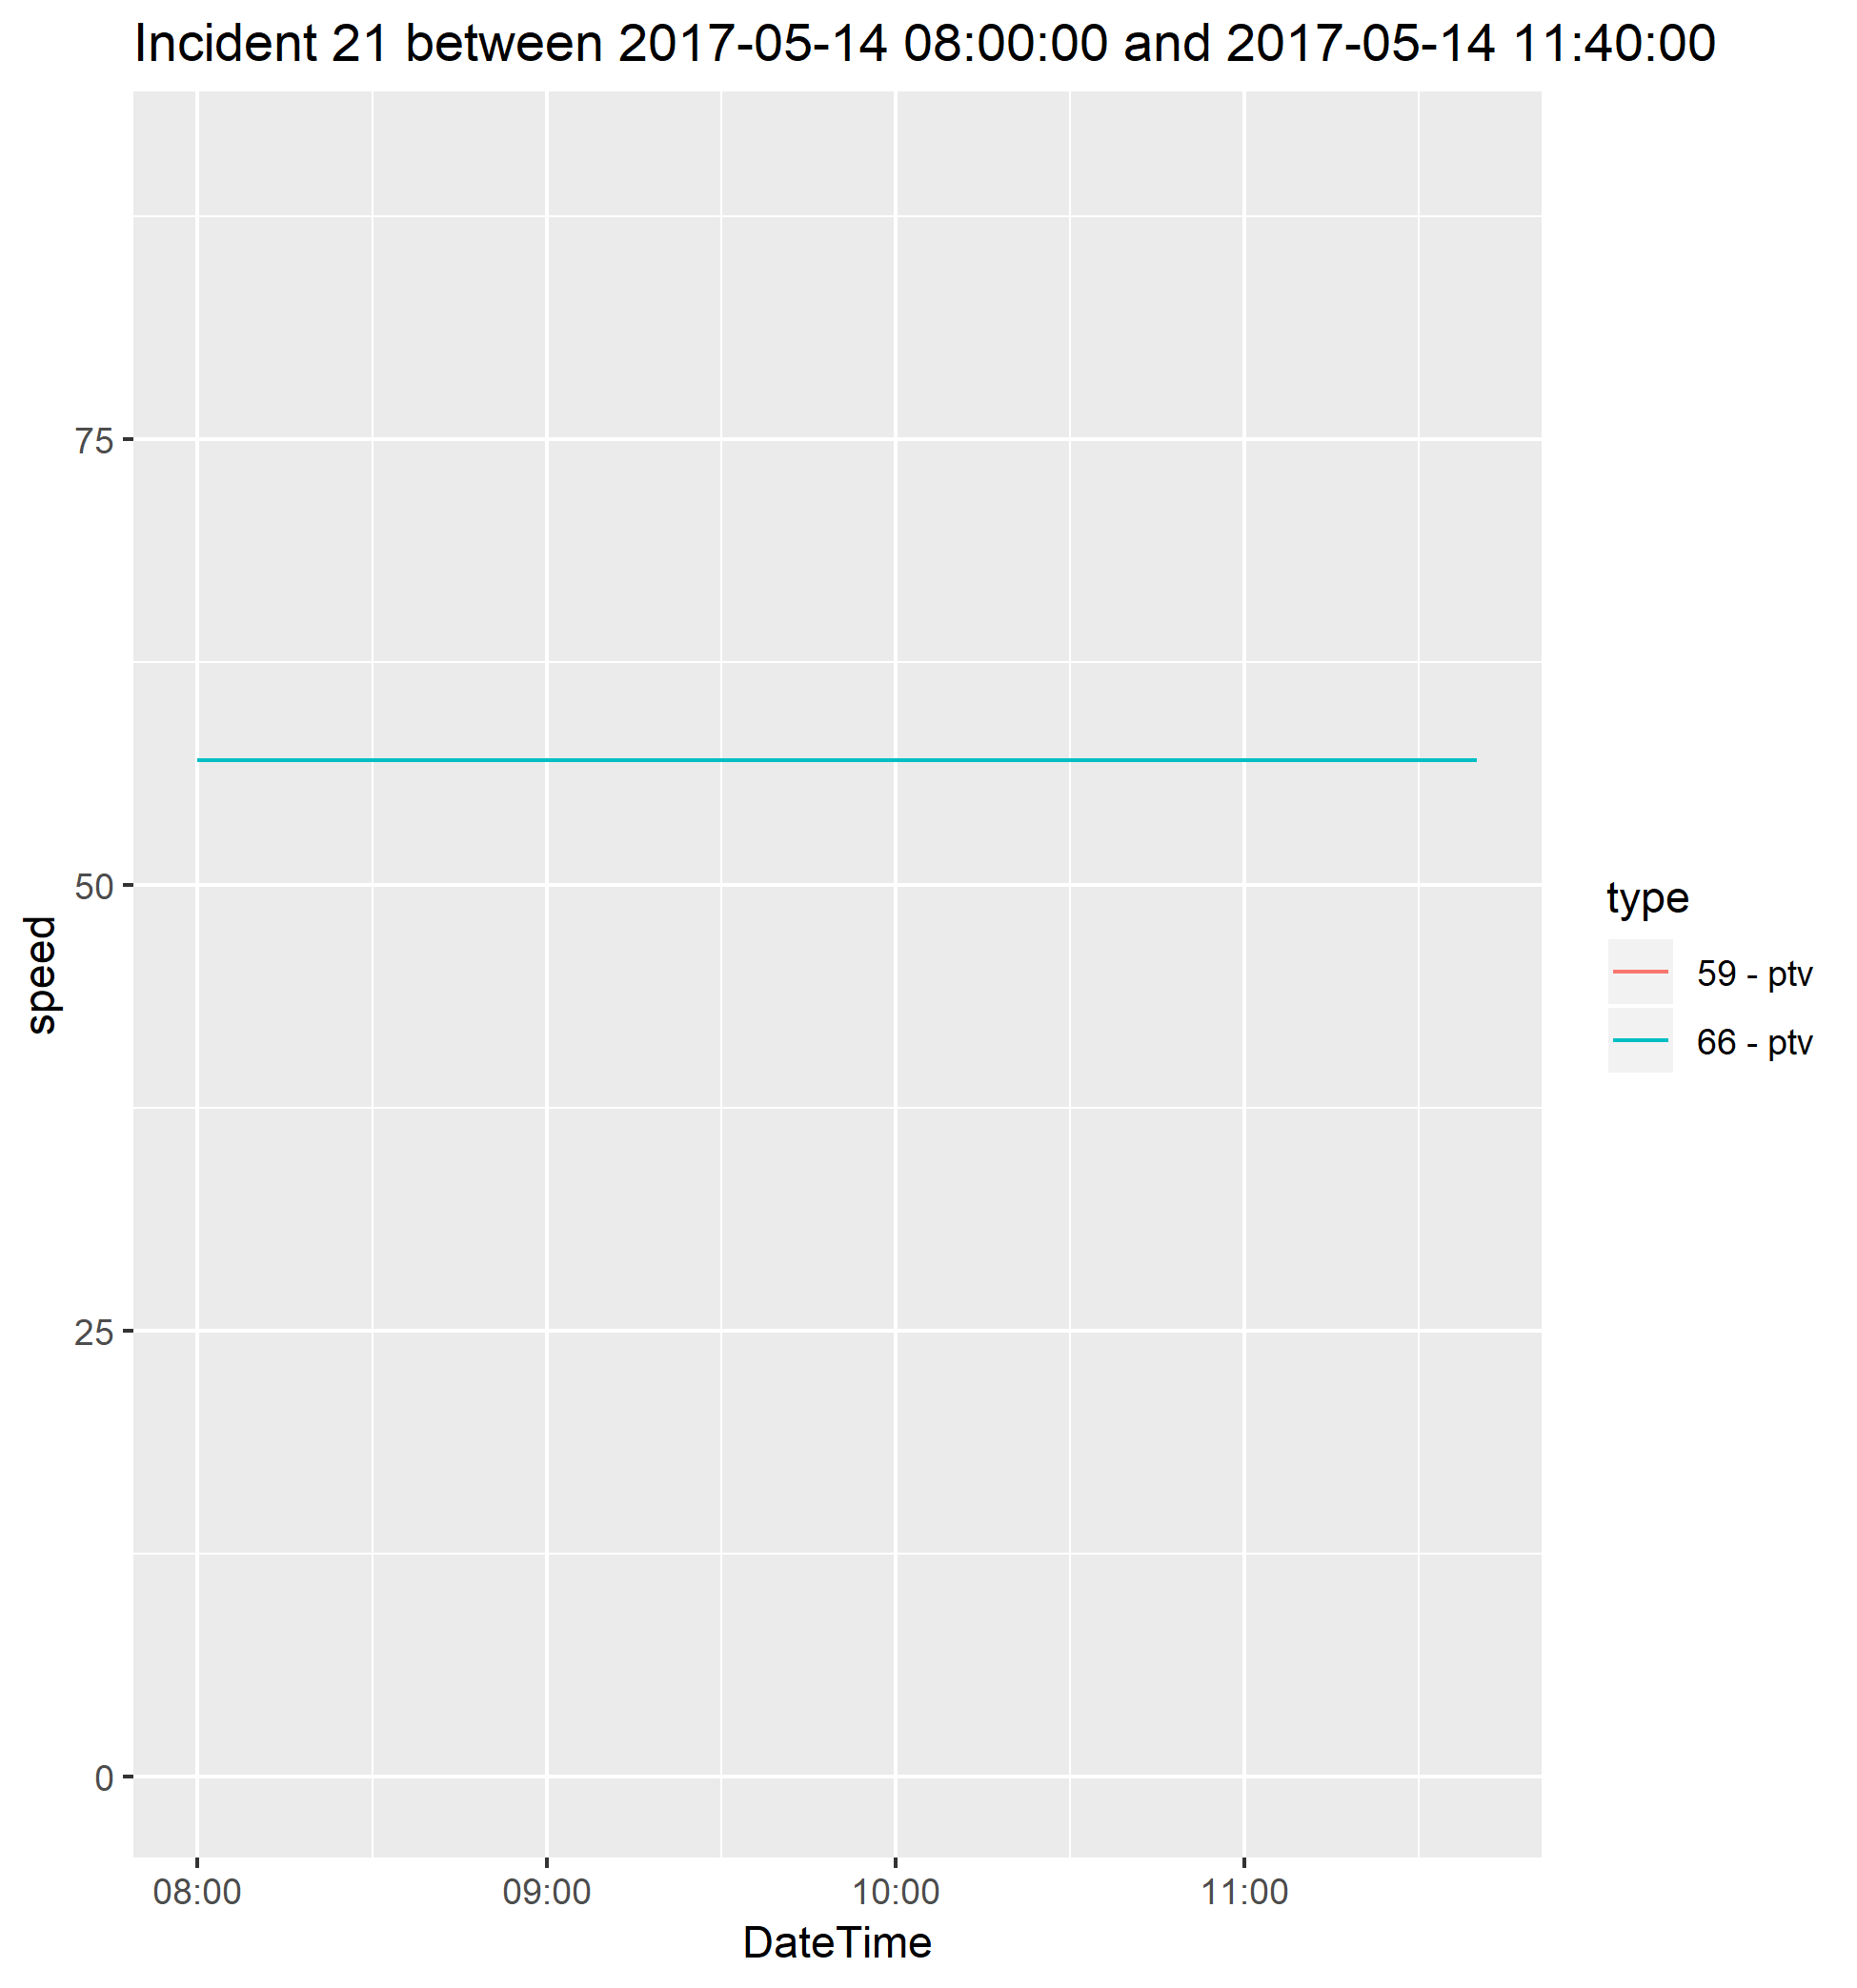 Incident 21 between 2017-05-14 08:00:00 and 2017-05-14 11:40:00
75
50
25
0
speed
08:00 09:00 10:00 11:00
DateTime
type
59 - ptv
66 - ptv